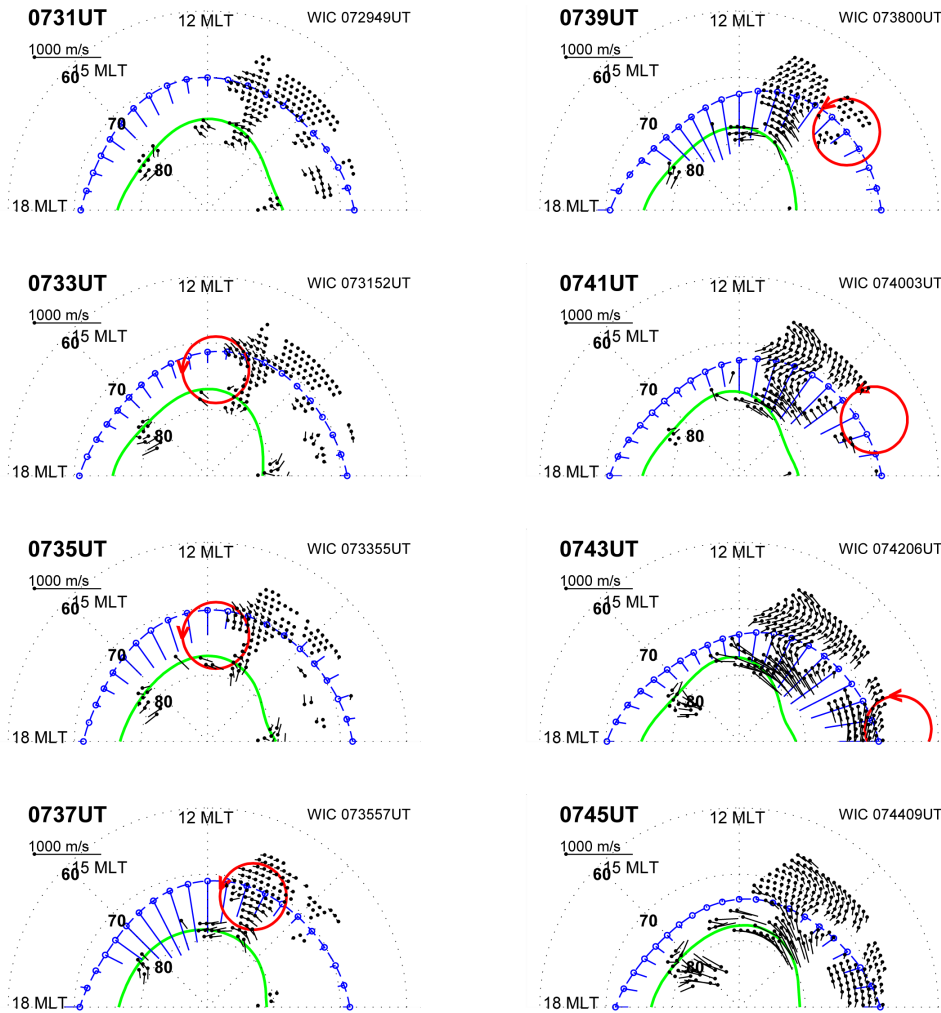 0731UT
12 MLT
WIC 072949UT
1000 m/s
60
15 MLT
70
80
18 MLT
0739UT
12 MLT
WIC 073800UT
1000 m/s
60
15 MLT
70
80
18 MLT
0733UT
12 MLT
WIC 073152UT
1000 m/s
60
15 MLT
70
80
18 MLT
0741UT
12 MLT
WIC 074003UT
1000 m/s
60
15 MLT
70
80
18 MLT
0735UT
12 MLT
WIC 073355UT
1000 m/s
60
15 MLT
70
80
18 MLT
0743UT
12 MLT
WIC 074206UT
1000 m/s
60
15 MLT
70
80
18 MLT
0737UT
12 MLT
WIC 073557UT
1000 m/s
60
15 MLT
70
80
18 MLT
0745UT
12 MLT
WIC 074409UT
1000 m/s
60
15 MLT
70
80
18 MLT